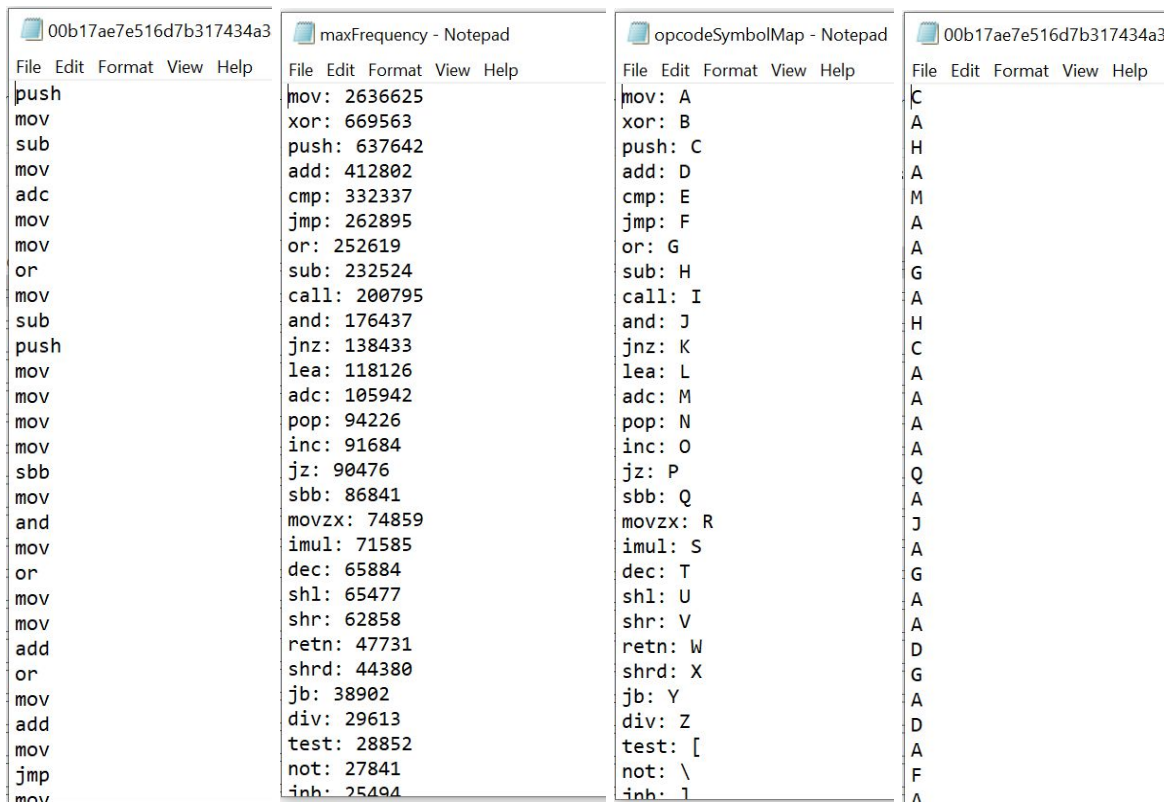 00b17ae7e516d7b317434a3
File Edit Format View Help
push
mov
sub
mov
adc
mov
mov
or
mov
sub
push
mov
mov
mov
mov
sbb
mov
and
mov
or
mov
mov
add
or
mov
add
mov
jmp
mov
maxFrequency - Notepad
File Edit Format View Help
mov: 2636625
xor: 669563
push: 637642
add: 412802
cmp: 332337
jmp: 262895
or: 252619
sub: 232524
call: 200795
and: 176437
jnz: 138433
lea: 118126
adc: 105942
pop: 94226
inc: 91684
jz: 90476
sbb: 86841
movzx: 74859
imul: 71585
dec: 65884
shl: 65477
shr: 62858
retn: 47731
shrd: 44380
jb: 38902
div: 29613
test: 28852
not: 27841
jnb: 25494
opcodeSymbolMap - Notepad
File Edit Format View Help
mov: A
xor: B
push: C
add: D
cmp: E
jmp: F
or: G
sub: H
call: I
and: J
jnz: K
lea: L
adc: M
pop: N
inc: O
jz: P
sbb: Q
movzx: R
imul: S
dec: T
shl: U
shr: V
retn: W
shrd: X
jb: Y
div: Z
test: [
not: \
jnb: ]
00b17ae7e516d7b317434a3
File Edit Format View Help
C
A
H
A
M
A
A
G
A
H
C
A
A
A
A
Q
A
J
A
G
A
A
D
G
A
D
A
F
A